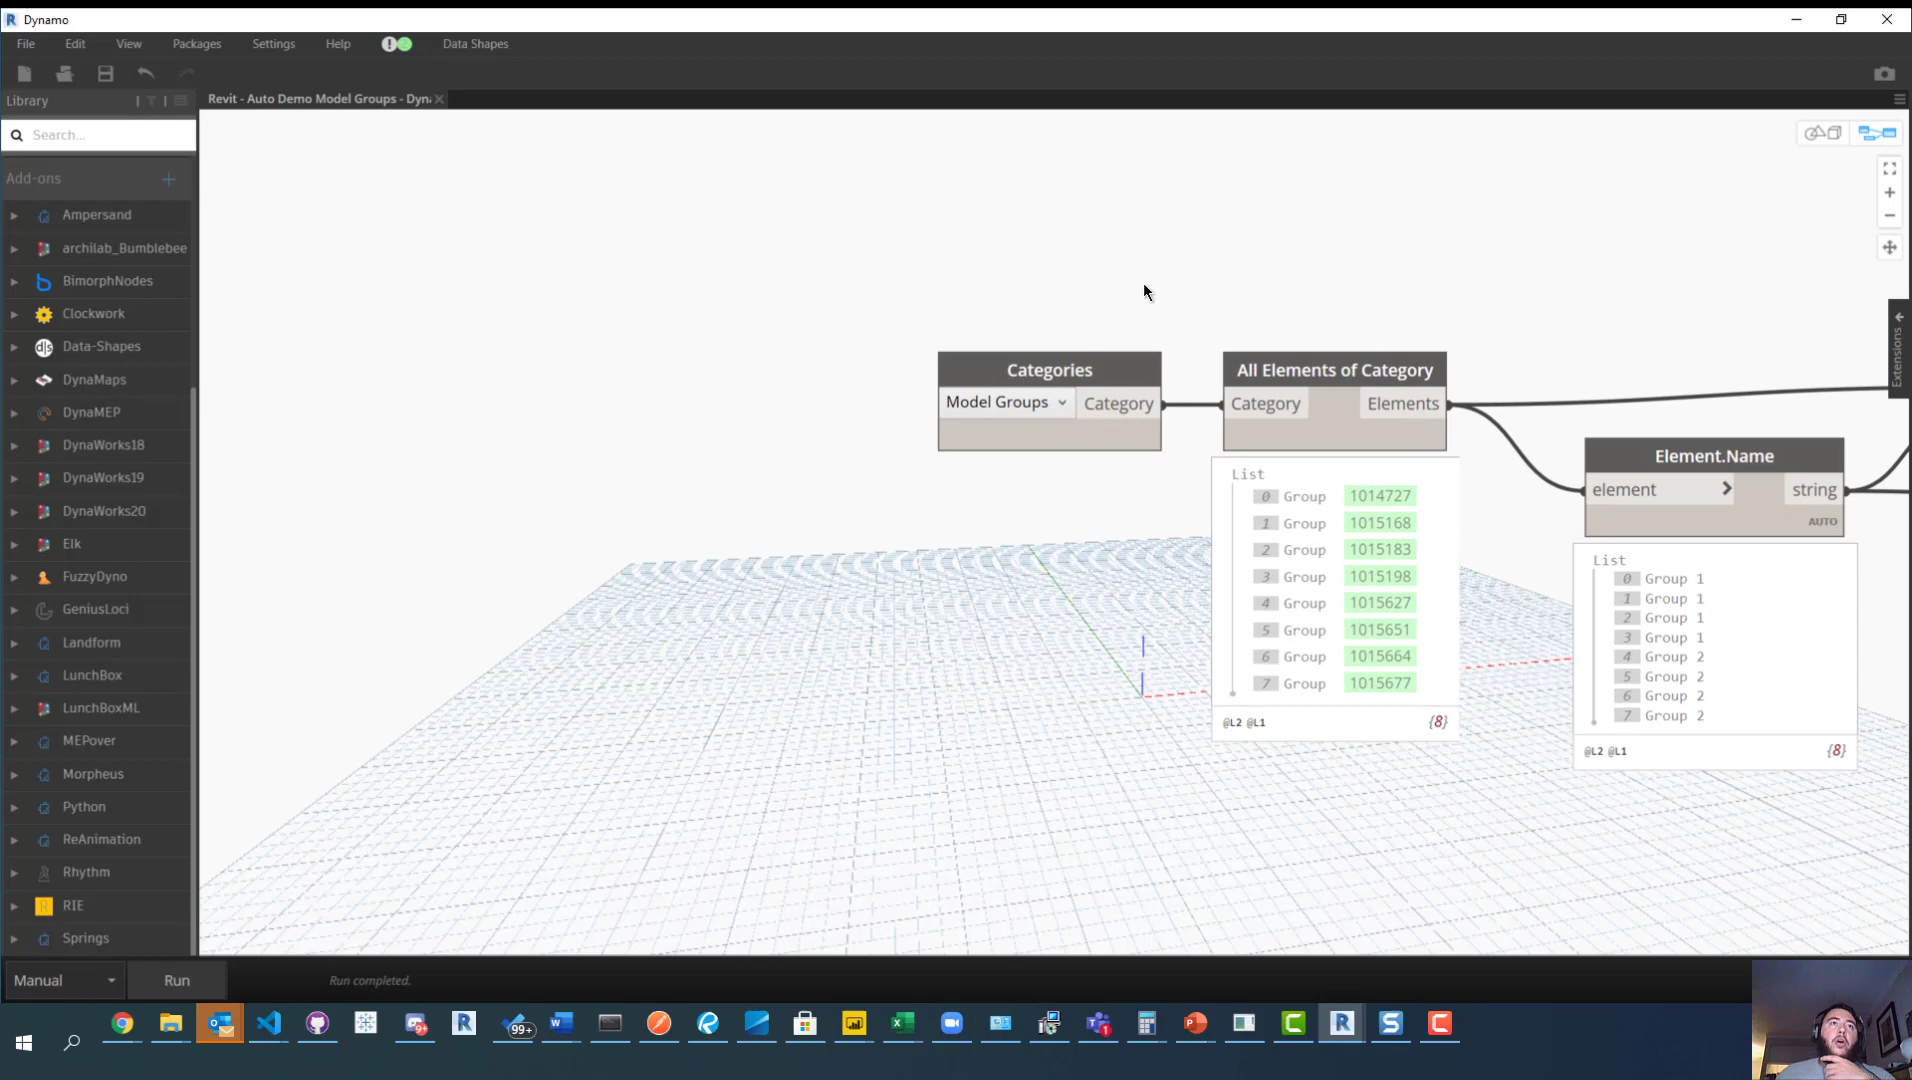 Dynamo
File Edit View Packages Settings Help Data Shapes
Library
Revit - Auto Demo Model Groups - Dyn
Search...
Add-ons
Ampersand
archilab_Bumblebee
BimorphNodes
Clockwork
Data-Shapes
DynaMaps
DynaMEP
DynaWorks18
DynaWorks19
DynaWorks20
Elk
FuzzyDyno
GeniusLoci
Landform
LunchBox
LunchBoxML
MEPover
Morpheus
Python
ReAnimation
Rhythm
RIE
Springs
Categories
Model Groups Category
All Elements of Category
Category Elements
List
0 Group 1014727
1 Group 1015168
2 Group 1015183
3 Group 1015198
4 Group 1015627
5 Group 1015651
6 Group 1015664
7 Group 1015677
@L2 @L1 {8}
Element.Name
element > string
AUTO
List
0 Group 1
1 Group 1
2 Group 1
3 Group 1
4 Group 2
5 Group 2
6 Group 2
7 Group 2
@L2 @L1 {8}
Extensions
Manual Run Run completed.
99+